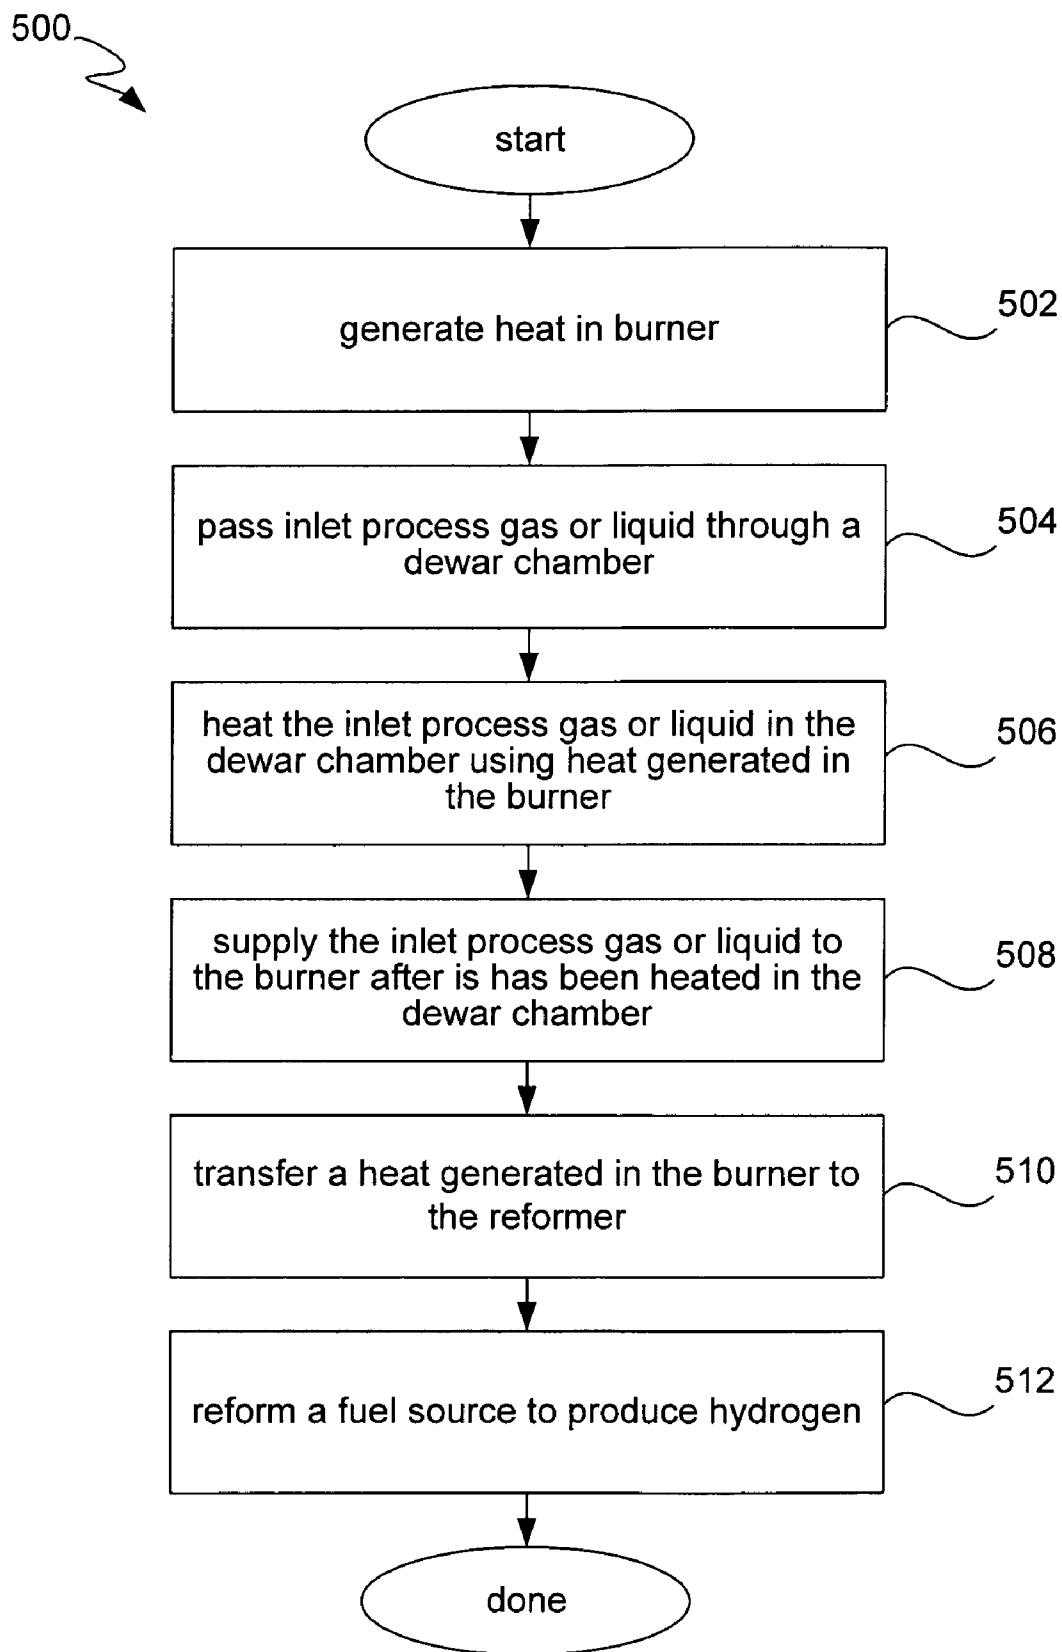 500
start
generate heat in burner
502
pass inlet process gas or liquid through a
dewar chamber
504
heat the inlet process gas or liquid in the
dewar chamber using heat generated in
the burner
506
supply the inlet process gas or liquid to
the burner after is has been heated in the
dewar chamber
508
transfer a heat generated in the burner to
the reformer
510
reform a fuel source to produce hydrogen
512
done